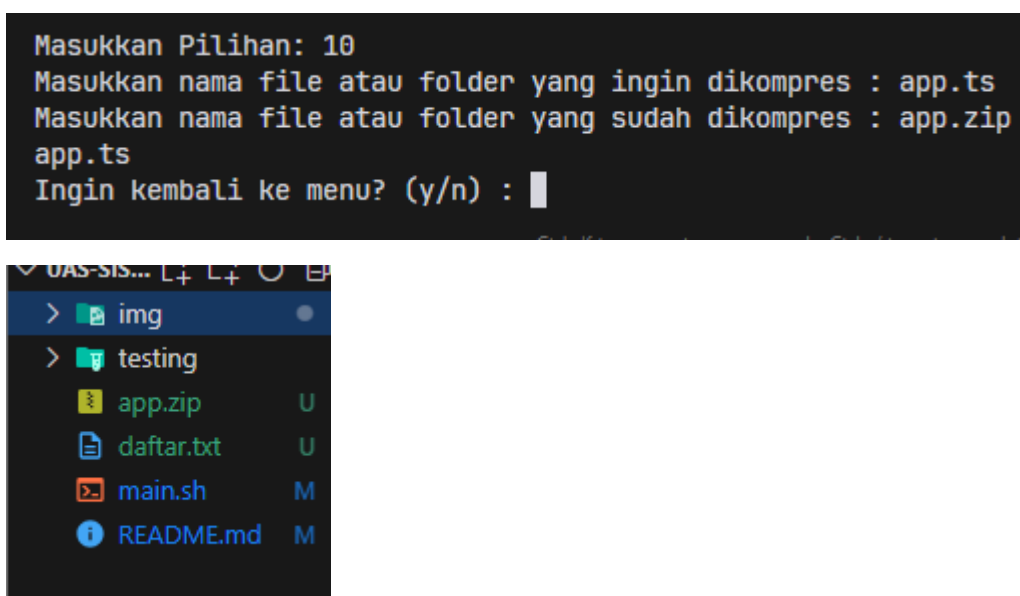 Masukkan Pilihan: 10
Masukkan nama file atau folder yang ingin dikompres : app.ts
Masukkan nama file atau folder yang sudah dikompres : app.zip
app.ts
Ingin kembali ke menu? (y/n) :
UAS-SIS...
img
testing
app.zip U
daftar.txt U
main.sh M
README.md M